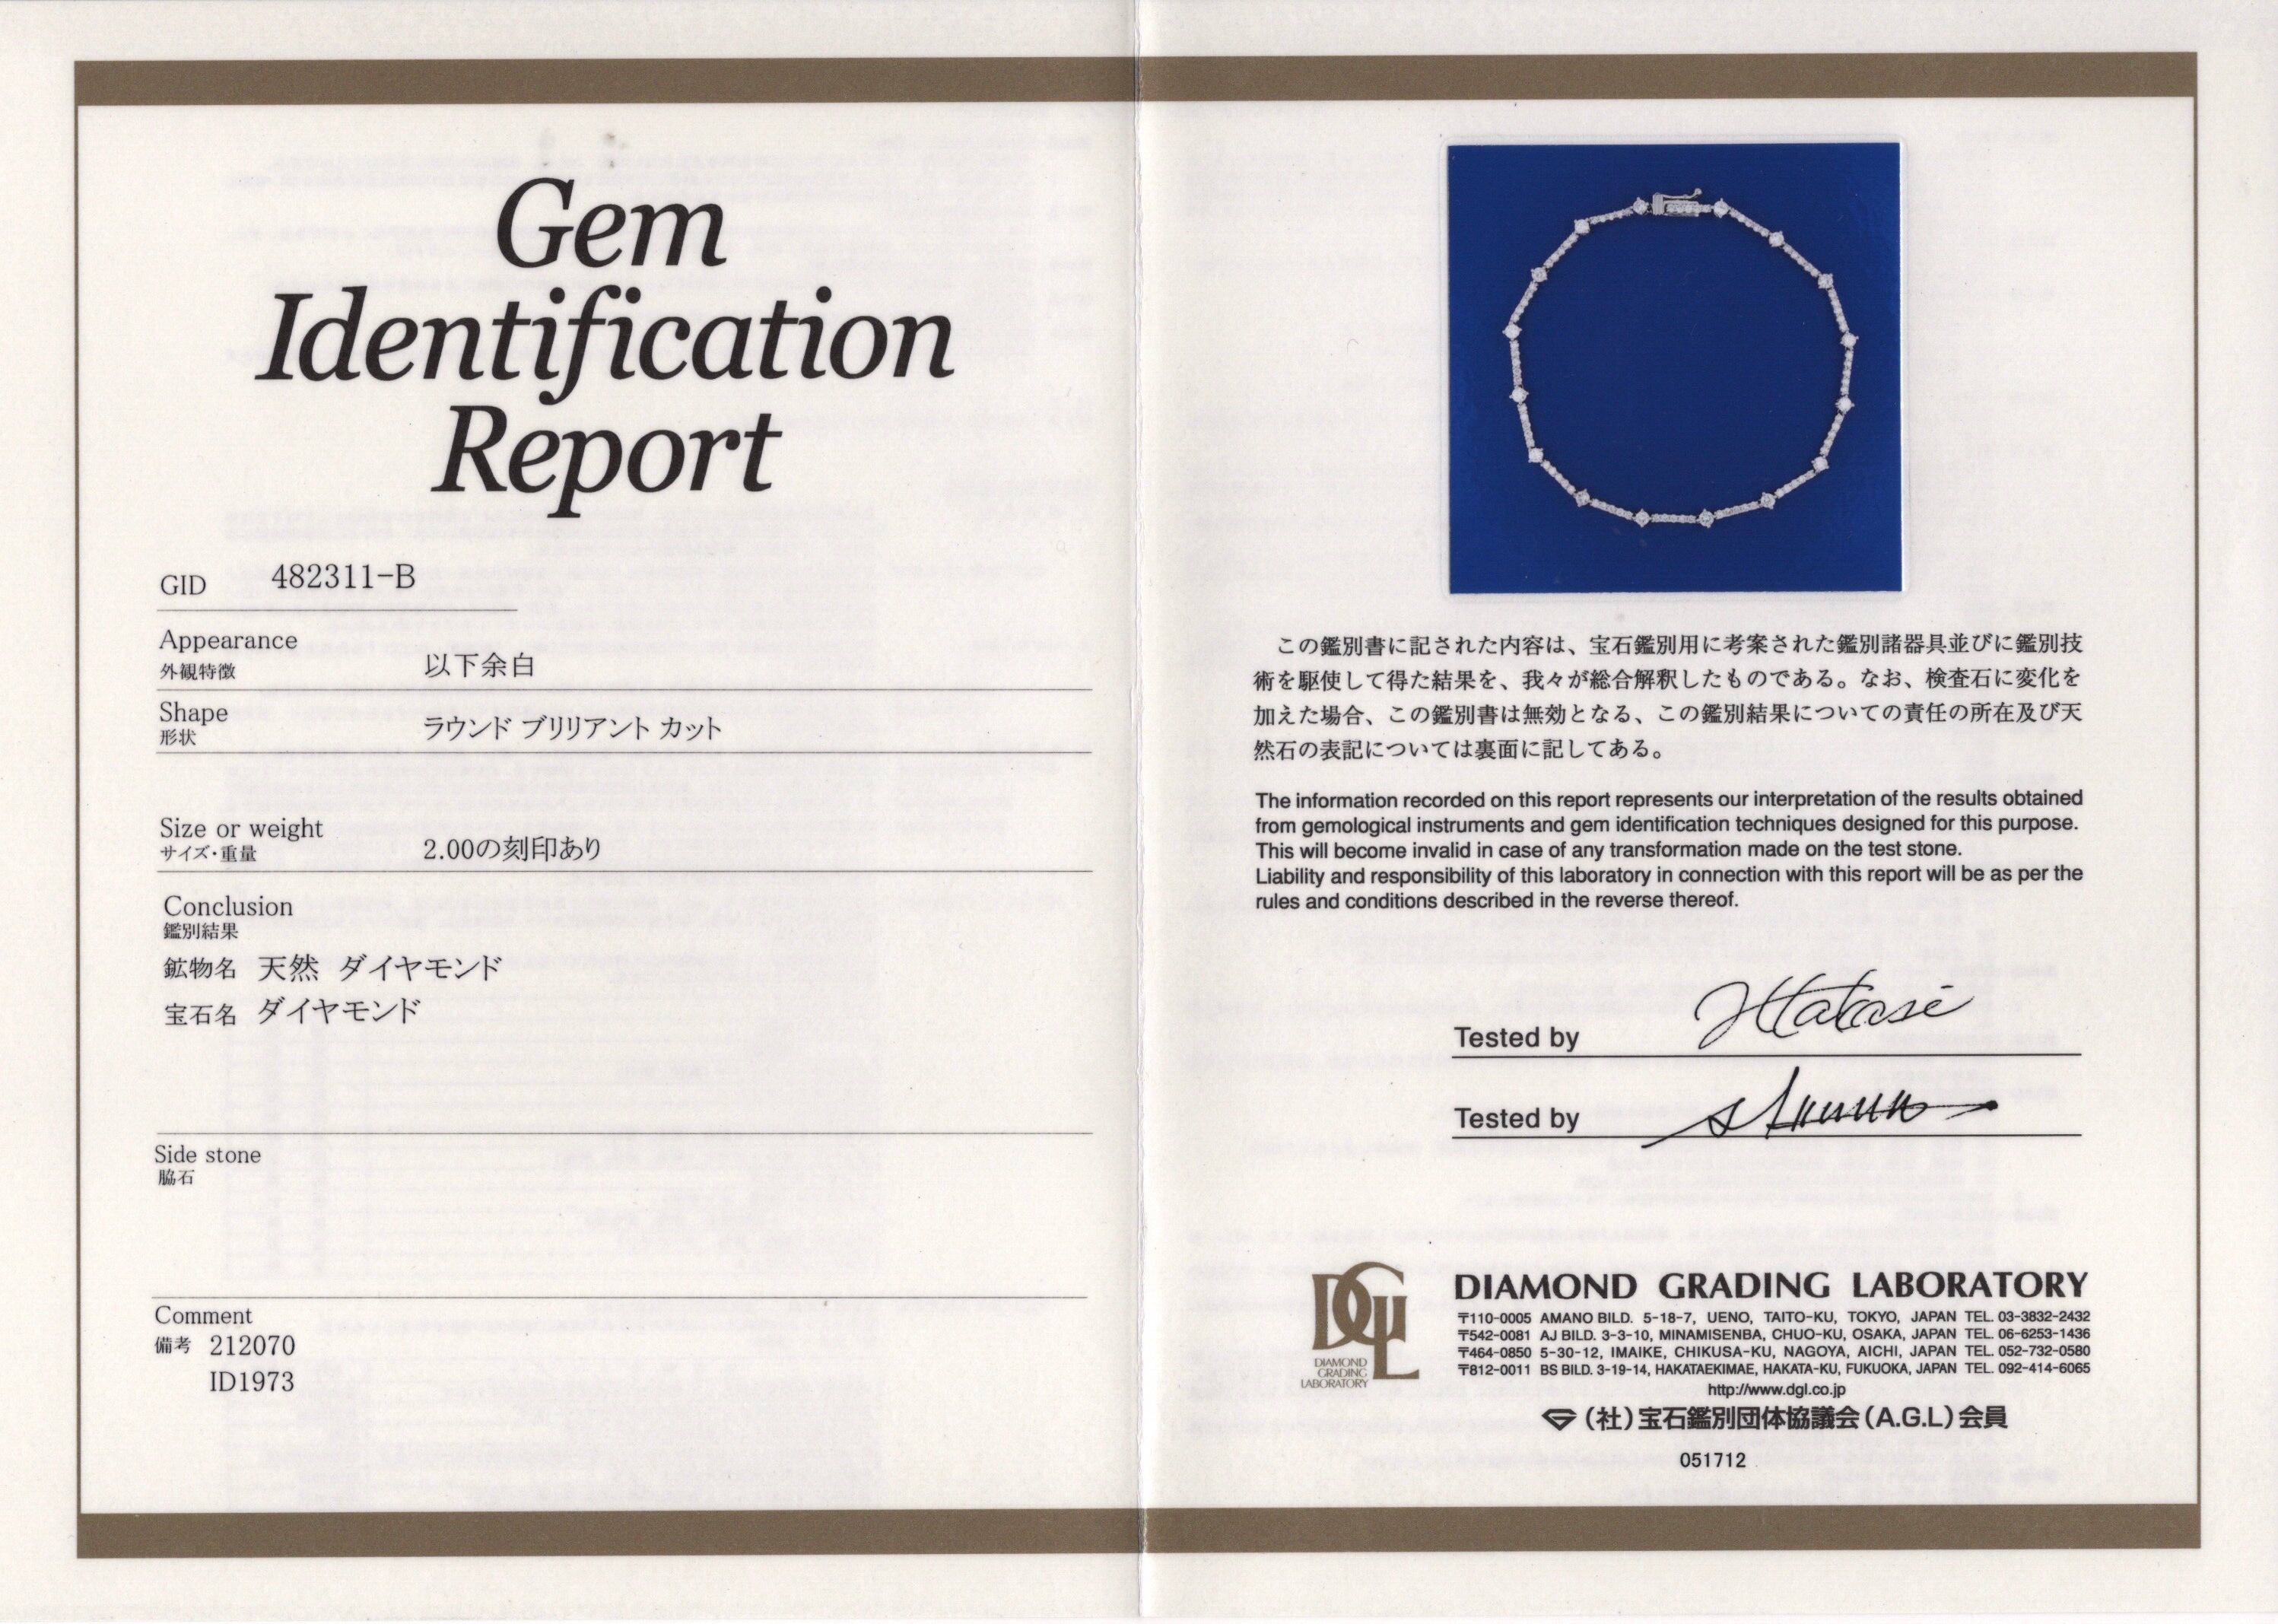 Gem
Identification
Report
GID 482311-B
Appearance
外観特徴 以下余白
Shape
形状 ラウンド ブリリアント カット
Size or weight
サイズ・重量 2.00の刻印あり
Conclusion
鑑別結果
鉱物名 天然 ダイヤモンド
宝石名 ダイヤモンド
Side stone
脇石
Comment
備考 212070
ID1973
この鑑別書に記された内容は、宝石鑑別用に考案された鑑別諸器具並びに鑑別技
術を駆使して得た結果を、我々が総合解釈したものである。なお、検査石に変化を
加えた場合、この鑑別書は無効となる、この鑑別結果についての責任の所在及び天
然石の表記については裏面に記してある。
The information recorded on this report represents our interpretation of the results obtained
from gemological instruments and gem identification techniques designed for this purpose.
This will become invalid in case of any transformation made on the test stone.
Liability and responsibility of this laboratory in connection with this report will be as per the
rules and conditions described in the reverse thereof.
Tested by
Tested by
DGL
DIAMOND
GRADING
LABORATORY
DIAMOND GRADING LABORATORY
〒110-0005 AMANO BILD. 5-18-7, UENO, TAITO-KU, TOKYO, JAPAN TEL. 03-3832-2432
〒542-0081 AJ BILD. 3-3-10, MINAMISENBA, CHUO-KU, OSAKA, JAPAN TEL. 06-6253-1436
〒464-0850 5-30-12, IMAIKE, CHIKUSA-KU, NAGOYA, AICHI, JAPAN TEL. 052-732-0580
〒812-0011 BS BILD. 3-19-14, HAKATAEKIMAE, HAKATA-KU, FUKUOKA, JAPAN TEL. 092-414-6065
http://www.dgl.co.jp
(社)宝石鑑別団体協議会(A.G.L)会員
051712